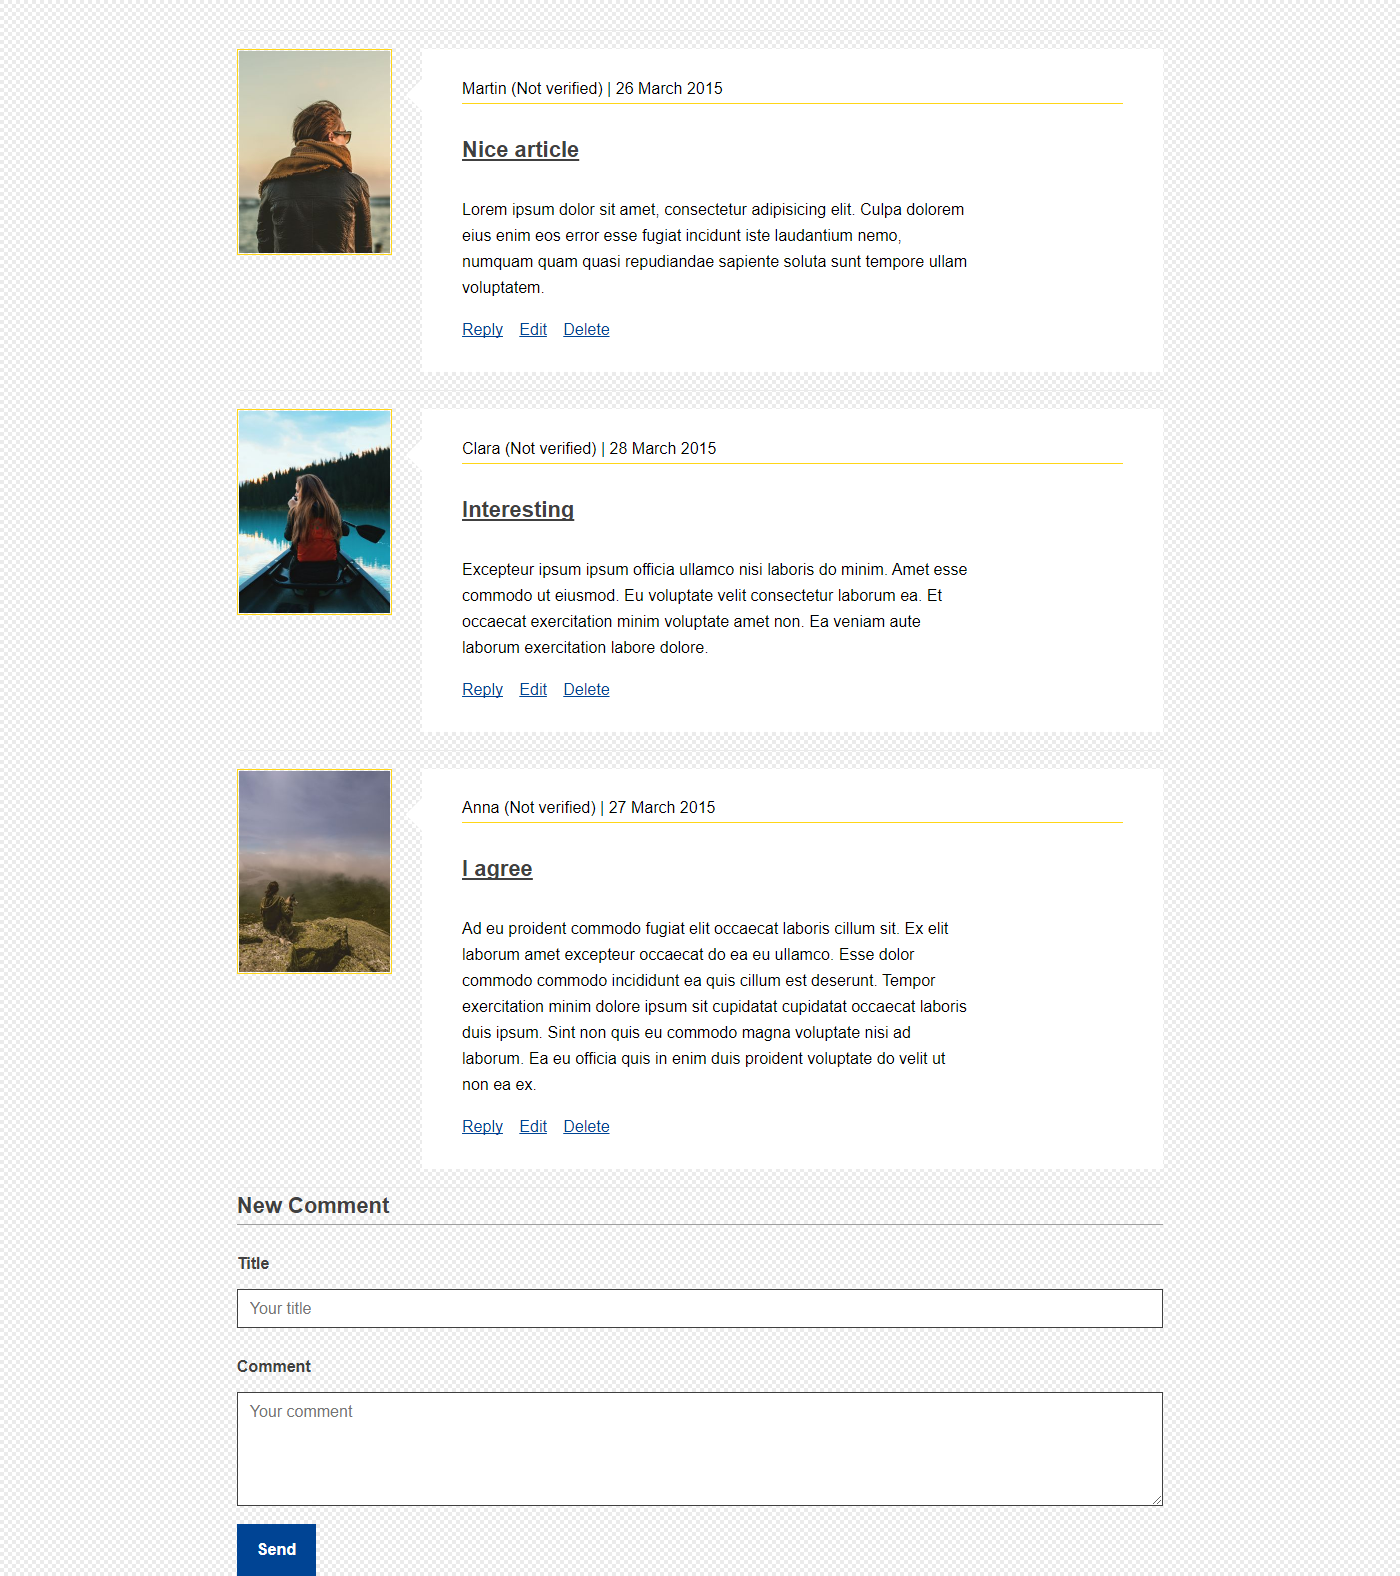 Martin (Not verified) | 26 March 2015
Nice article
Lorem ipsum dolor sit amet, consectetur adipisicing elit. Culpa dolorem
eius enim eos error esse fugiat incidunt iste laudantium nemo,
numquam quam quasi repudiandae sapiente soluta sunt tempore ullam
voluptatem.
Reply Edit Delete
Clara (Not verified) | 28 March 2015
Interesting
Excepteur ipsum ipsum officia ullamco nisi laboris do minim. Amet esse
commodo ut eiusmod. Eu voluptate velit consectetur laborum ea. Et
occaecat exercitation minim voluptate amet non. Ea veniam aute
laborum exercitation labore dolore.
Reply Edit Delete
Anna (Not verified) | 27 March 2015
I agree
Ad eu proident commodo fugiat elit occaecat laboris cillum sit. Ex elit
laborum amet excepteur occaecat do ea eu ullamco. Esse dolor
commodo commodo incididunt ea quis cillum est deserunt. Tempor
exercitation minim dolore ipsum sit cupidatat cupidatat occaecat laboris
duis ipsum. Sint non quis eu commodo magna voluptate nisi ad
laborum. Ea eu officia quis in enim duis proident voluptate do velit ut
non ea ex.
Reply Edit Delete
New Comment
Title
Your title
Comment
Your comment
Send